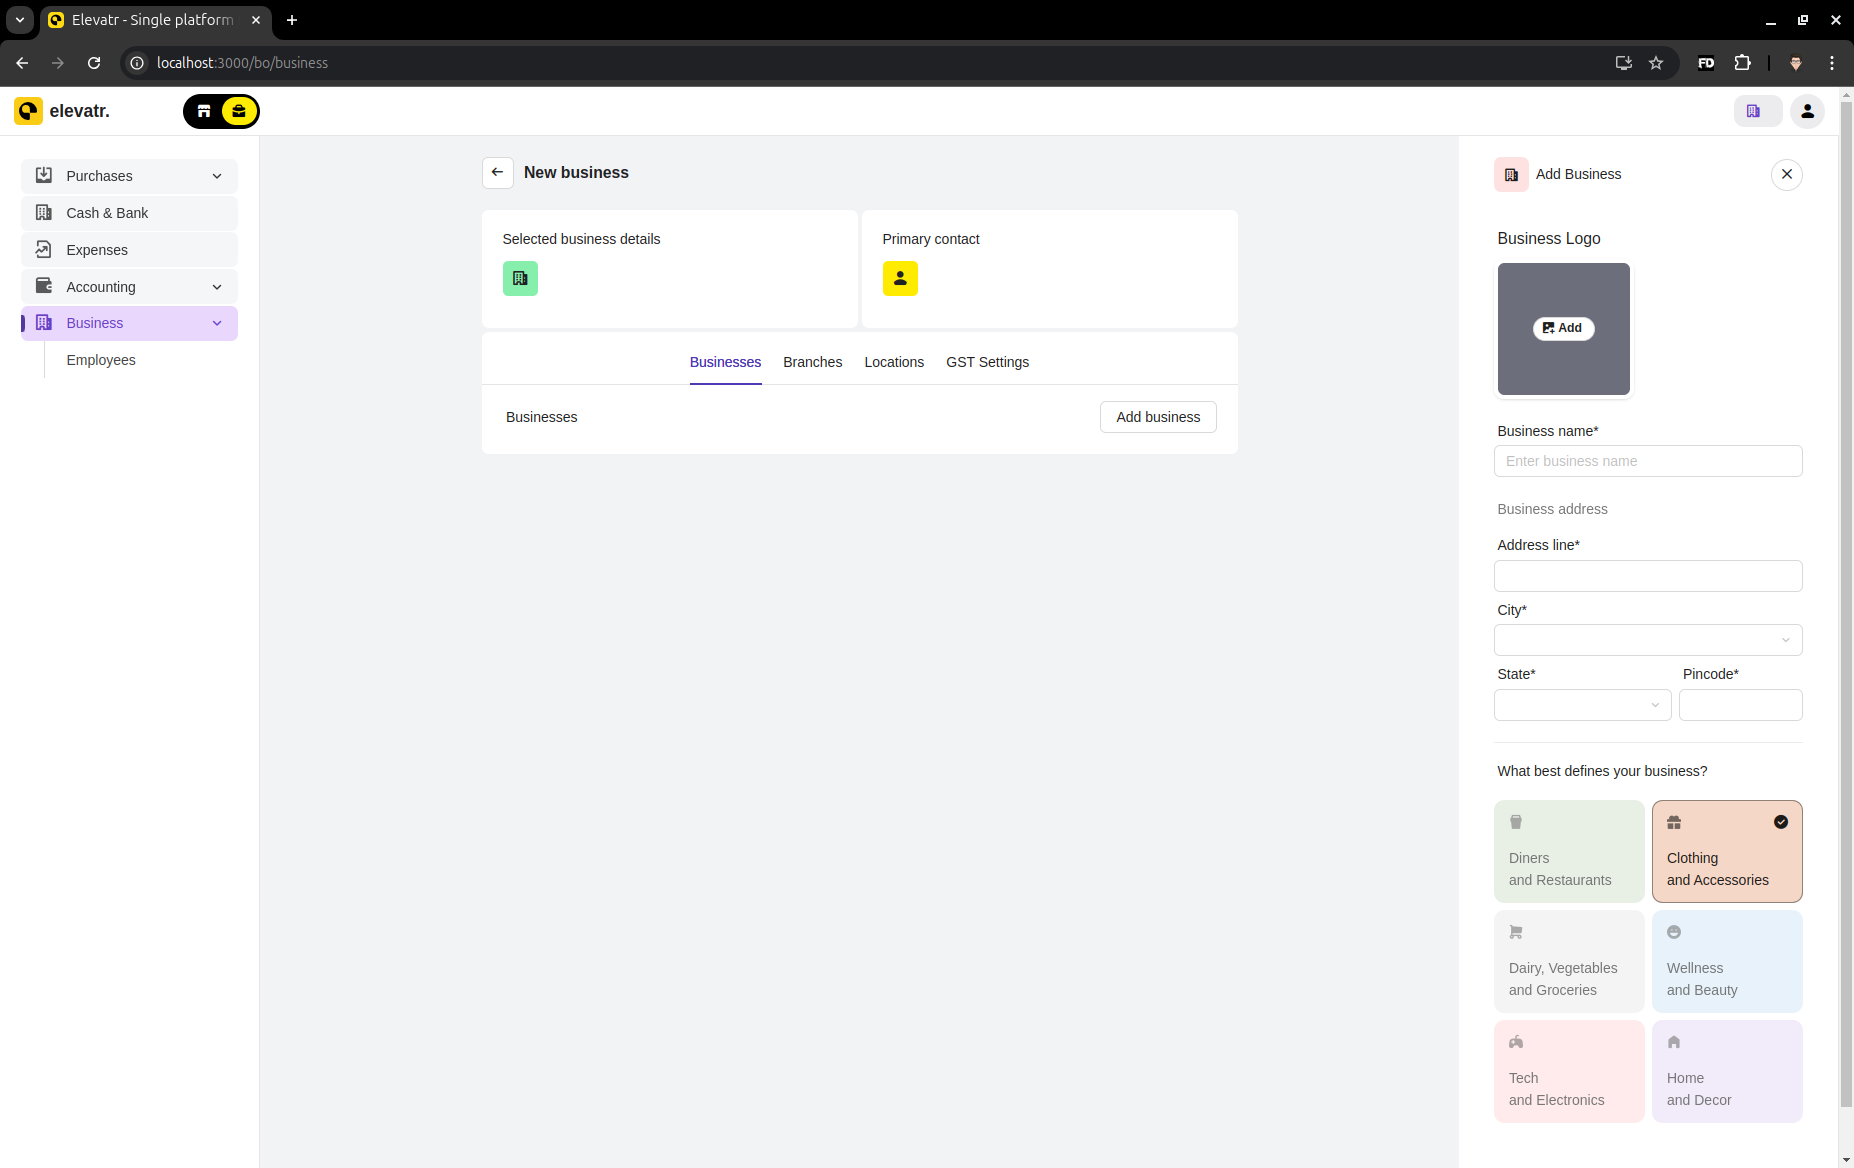 Elevatr - Single platform
localhost:3000/bo/business
FD
elevatr.
Purchases
Cash & Bank
Expenses
Accounting
Business
Employees
New business
Selected business details
Primary contact
Businesses Branches Locations GST Settings
Businesses
Add business
Add Business
Business Logo
Add
Business name*
Enter business name
Business address
Address line*
City*
State* Pincode*
What best defines your business?
Diners
and Restaurants
Clothing
and Accessories
Dairy, Vegetables
and Groceries
Wellness
and Beauty
Tech
and Electronics
Home
and Decor